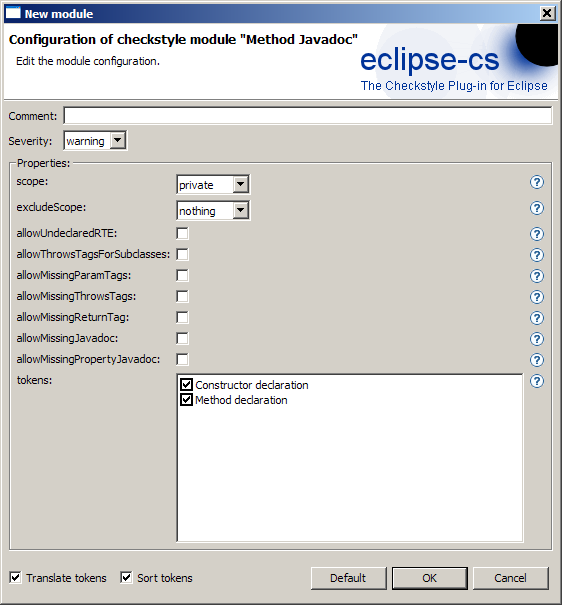 New module
Configuration of checkstyle module "Method Javadoc"
Edit the module configuration.
eclipse-cs
The Checkstyle Plug-in for Eclipse
Comment:
Severity: warning
Properties:
scope: private ?
excludeScope: nothing ?
allowUndeclaredRTE: ?
allowThrowsTagsForSubclasses: ?
allowMissingParamTags: ?
allowMissingThrowsTags: ?
allowMissingReturnTag: ?
allowMissingJavadoc: ?
allowMissingPropertyJavadoc: ?
tokens: ?
Constructor declaration
Method declaration
Translate tokens Sort tokens Default OK Cancel